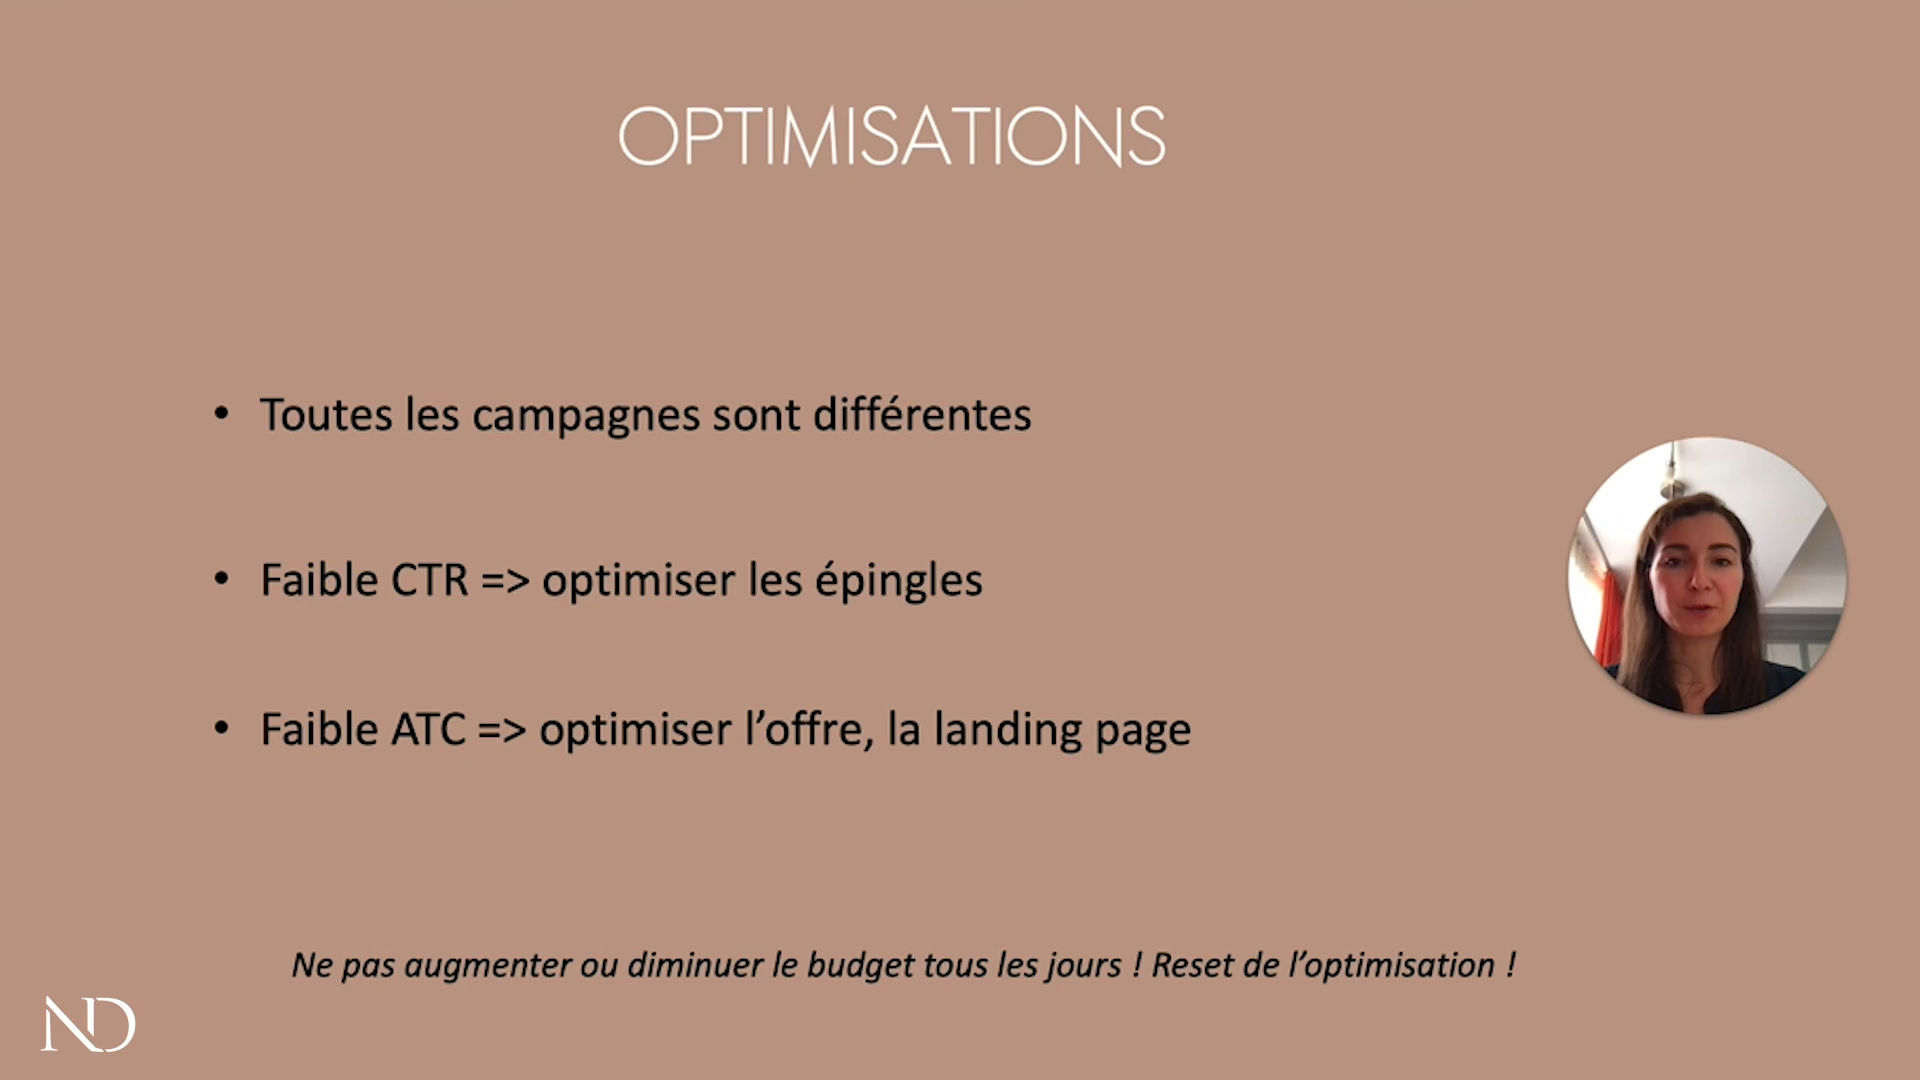 OPTIMISATIONS
• Toutes les campagnes sont différentes
• Faible CTR => optimiser les épingles
• Faible ATC => optimiser l’offre, la landing page
Ne pas augmenter ou diminuer le budget tous les jours ! Reset de l’optimisation !
ND